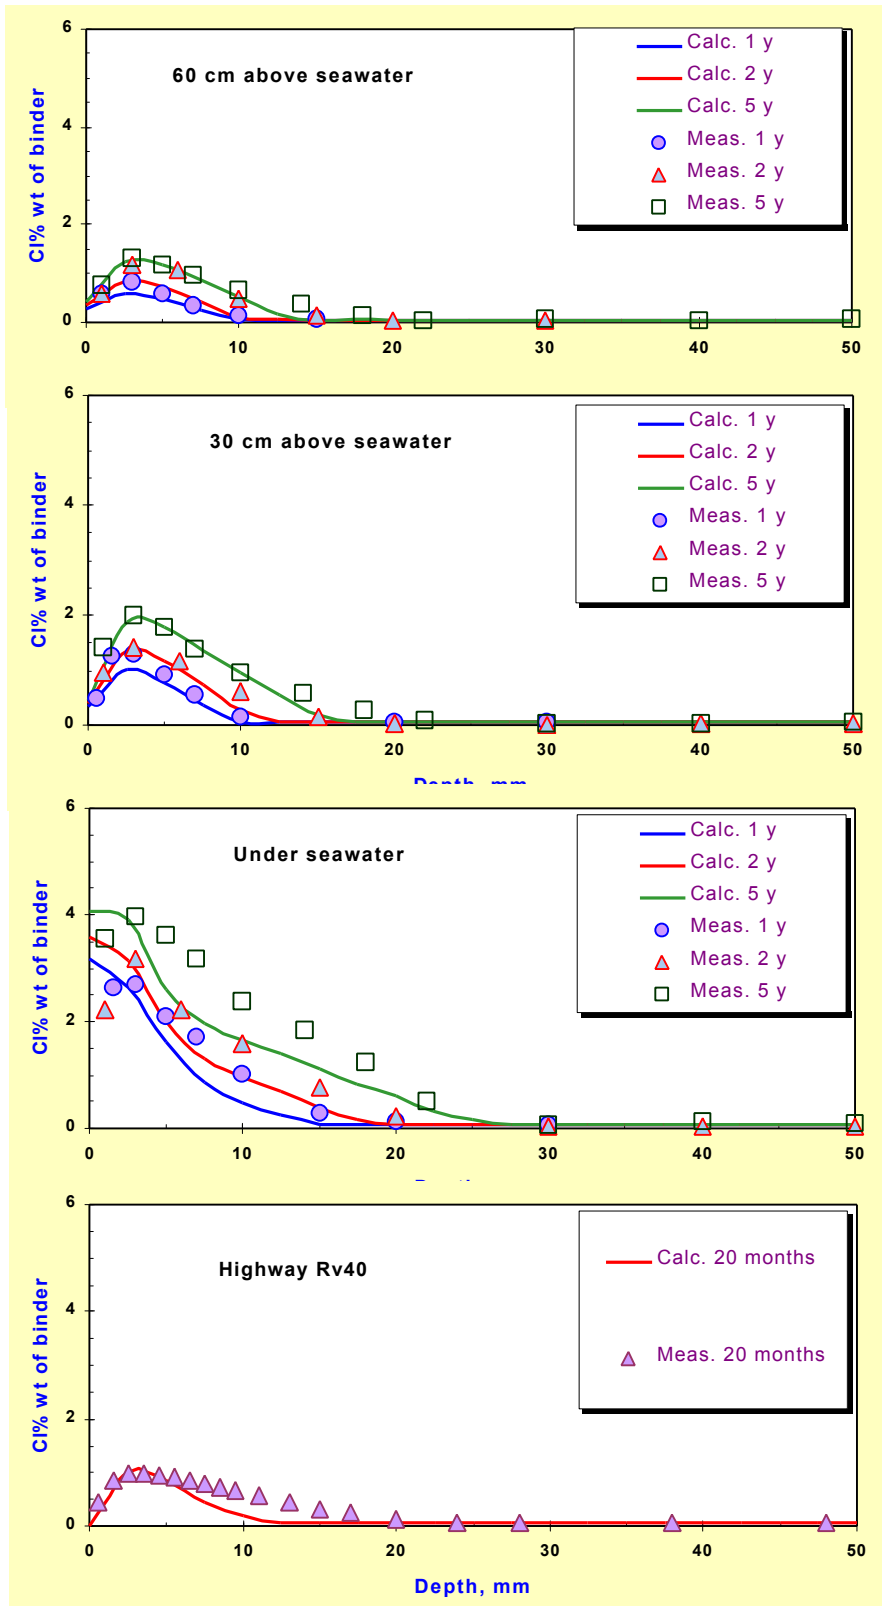 6
4
2
0
Cl% wt of binder
60 cm above seawater
Calc. 1 y
Calc. 2 y
Calc. 5 y
Meas. 1 y
Meas. 2 y
Meas. 5 y
0 10 20 30 40 50
6
4
2
0
Cl% wt of binder
30 cm above seawater
Calc. 1 y
Calc. 2 y
Calc. 5 y
Meas. 1 y
Meas. 2 y
Meas. 5 y
0 10 20 30 40 50
Depth, mm
6
4
2
0
Cl% wt of binder
Under seawater
Calc. 1 y
Calc. 2 y
Calc. 5 y
Meas. 1 y
Meas. 2 y
Meas. 5 y
0 10 20 30 40 50
6
4
2
0
Cl% wt of binder
Highway Rv40
Calc. 20 months
Meas. 20 months
0 10 20 30 40 50
Depth, mm